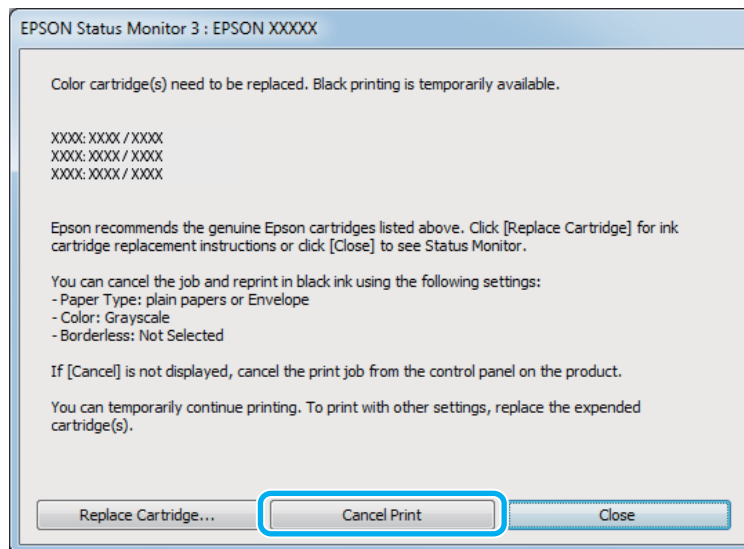 EPSON Status Monitor 3 : EPSON XXXXX
Color cartridge(s) need to be replaced. Black printing is temporarily available.
XXXX: XXXX / XXXX
XXXX: XXXX / XXXX
XXXX: XXXX / XXXX
Epson recommends the genuine Epson cartridges listed above. Click [Replace Cartridge] for ink
cartridge replacement instructions or click [Close] to see Status Monitor.
You can cancel the job and reprint in black ink using the following settings:
- Paper Type: plain papers or Envelope
- Color: Grayscale
- Borderless: Not Selected
If [Cancel] is not displayed, cancel the print job from the control panel on the product.
You can temporarily continue printing. To print with other settings, replace the expended
cartridge(s).
Replace Cartridge... Cancel Print Close